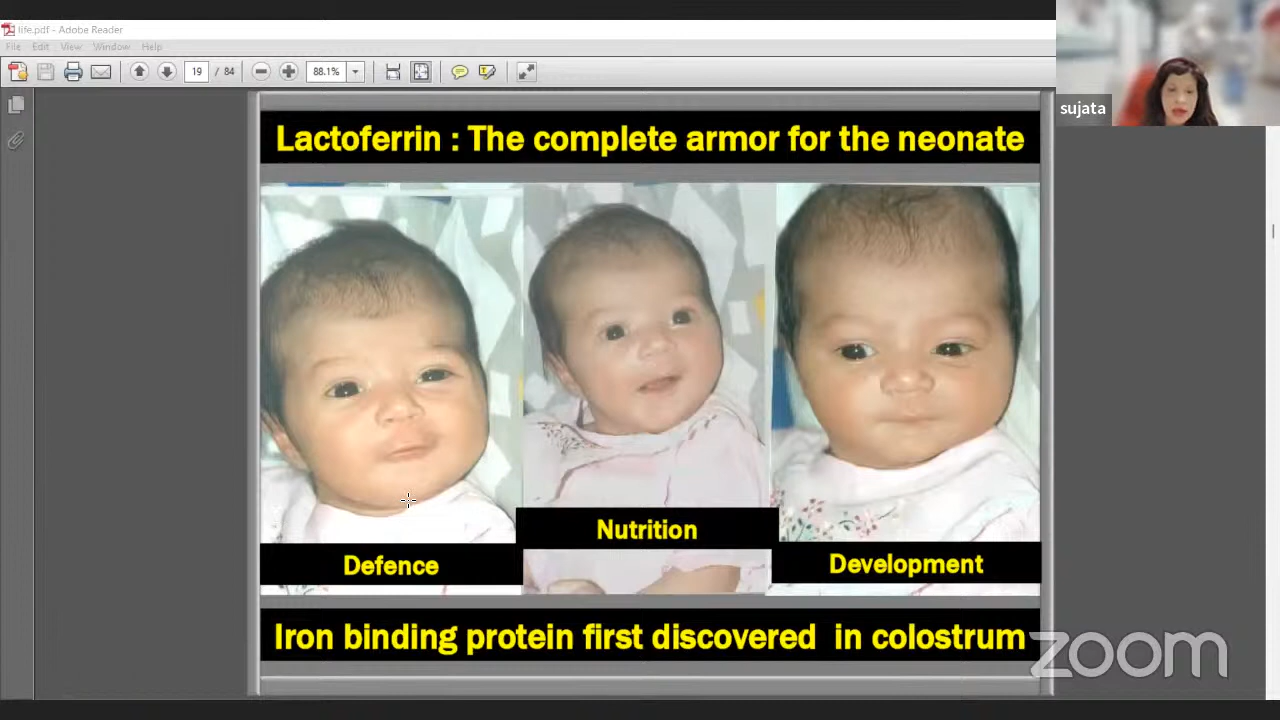 life.pdf - Adobe Reader
File Edit View Window Help
19 / 84 88.1%
sujata
Lactoferrin : The complete armor for the neonate
Defence
Nutrition
Development
Iron binding protein first discovered in colostrum
zoom